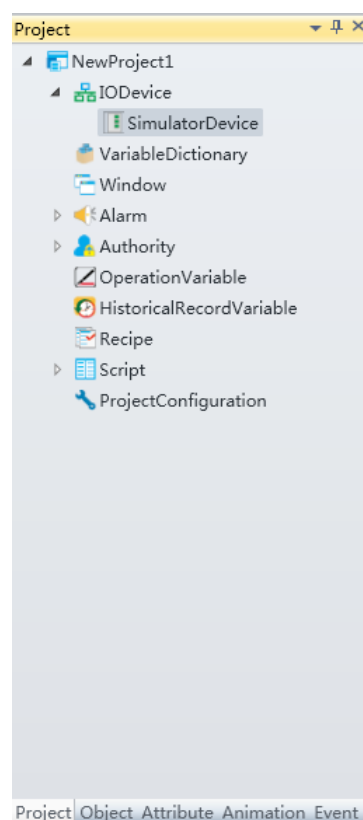 Project
NewProject1
IODevice
SimulatorDevice
VariableDictionary
Window
Alarm
Authority
OperationVariable
HistoricalRecordVariable
Recipe
Script
ProjectConfiguration
Project Object Attribute Animation Event